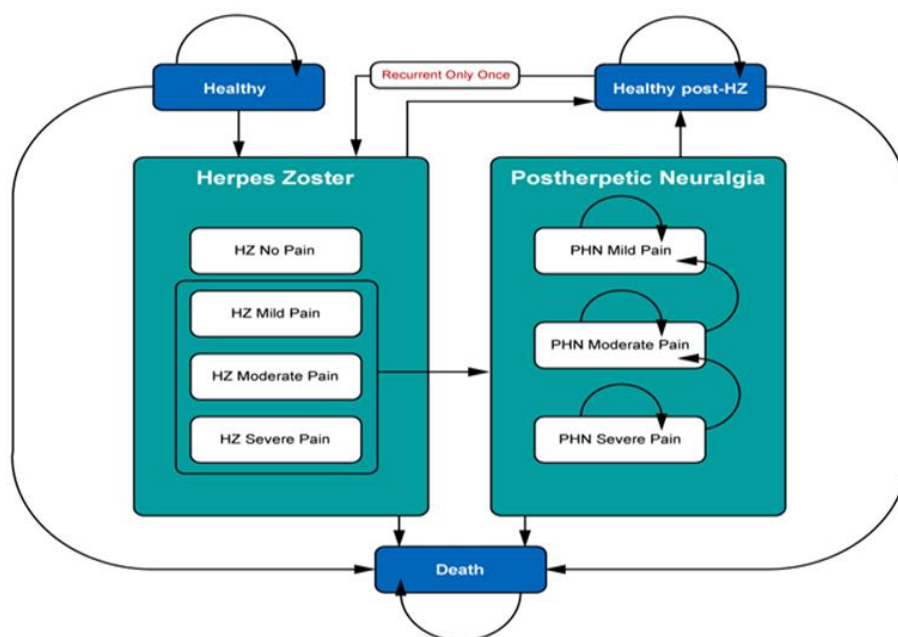 Healthy
Recurrent Only Once
Healthy post-HZ
Herpes Zoster
HZ No Pain
HZ Mild Pain
HZ Moderate Pain
HZ Severe Pain
Postherpetic Neuralgia
PHN Mild Pain
PHN Moderate Pain
PHN Severe Pain
Death